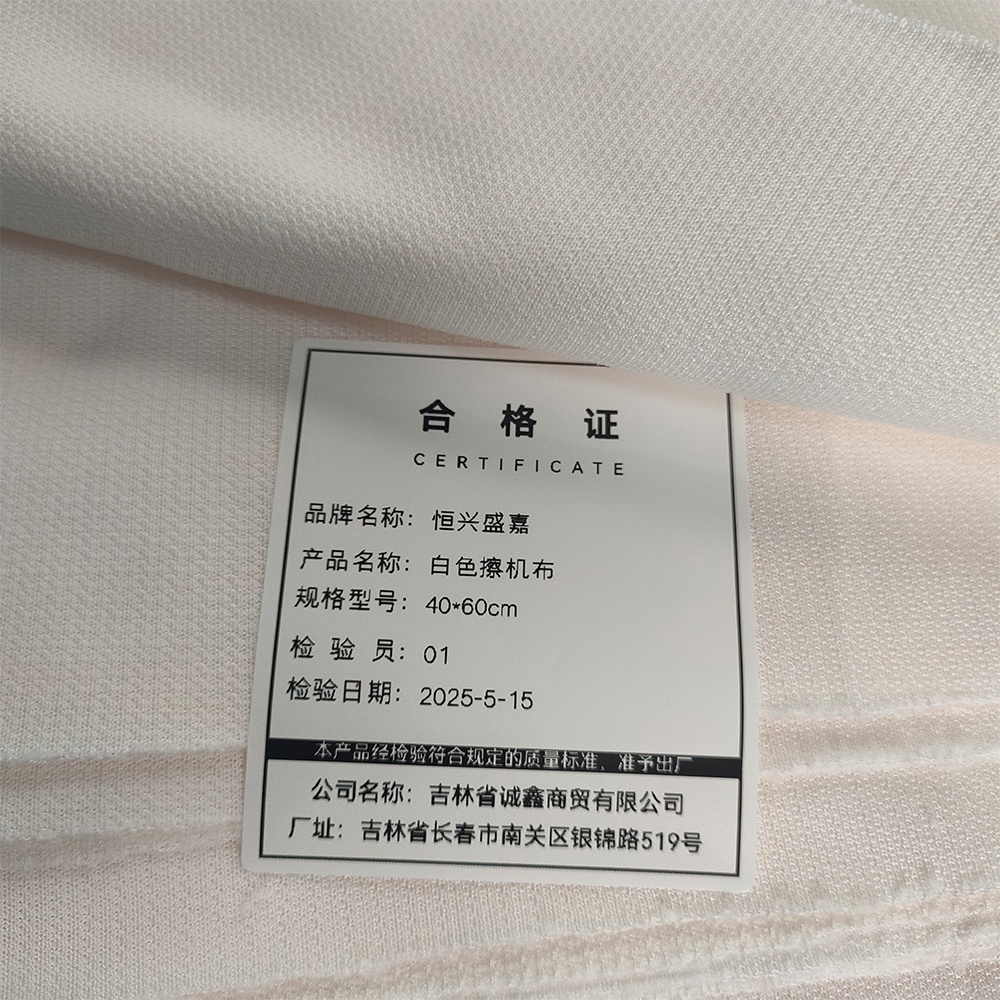 合格证
CERTIFICATE
品牌名称：恒兴盛嘉
产品名称：白色擦机布
规格型号：40*60cm
检验员：01
检验日期：2025-5-15
本产品经检验符合规定的质量标准、准予出厂
公司名称：吉林省诚鑫商贸有限公司
厂址：吉林省长春市南关区银锦路519号